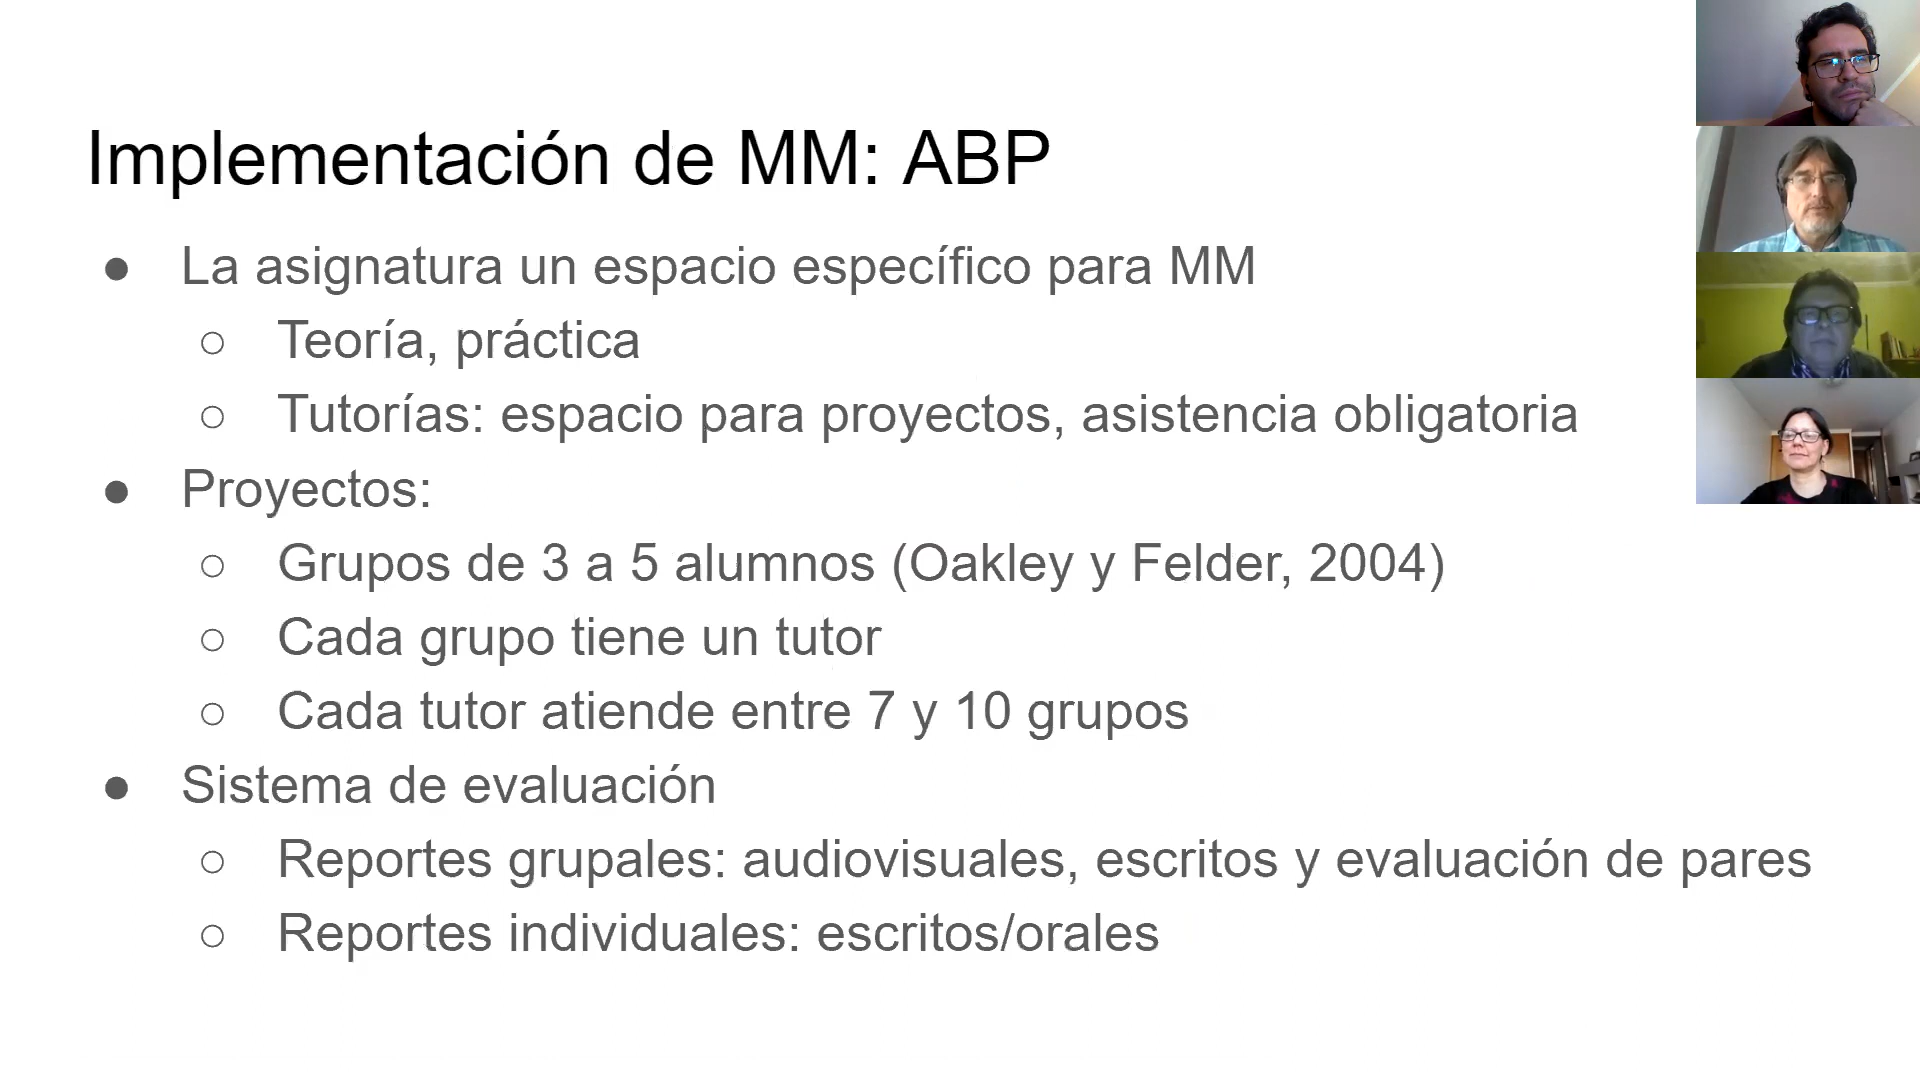 Implementación de MM: ABP
● La asignatura un espacio específico para MM
○ Teoría, práctica
○ Tutorías: espacio para proyectos, asistencia obligatoria
● Proyectos:
○ Grupos de 3 a 5 alumnos (Oakley y Felder, 2004)
○ Cada grupo tiene un tutor
○ Cada tutor atiende entre 7 y 10 grupos
● Sistema de evaluación
○ Reportes grupales: audiovisuales, escritos y evaluación de pares
○ Reportes individuales: escritos/orales